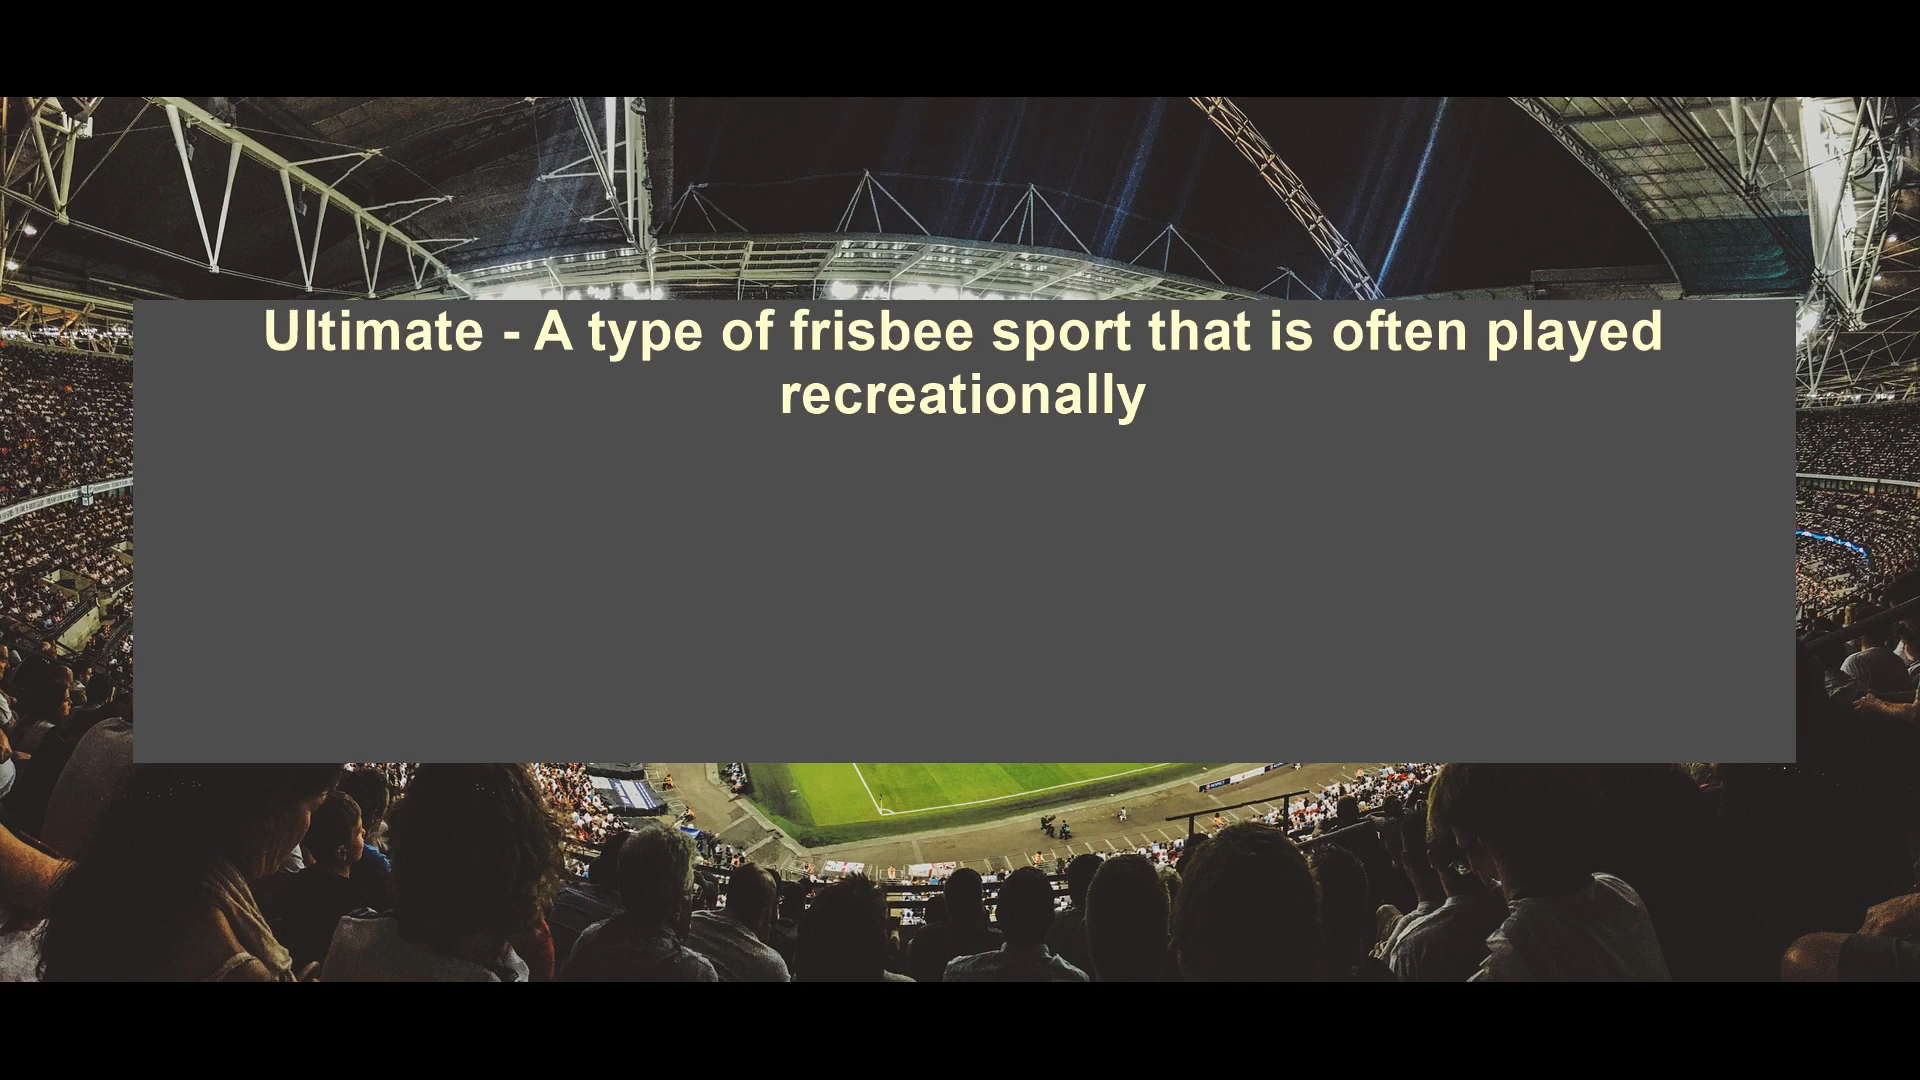 Ultimate - A type of frisbee sport that is often played
recreationally